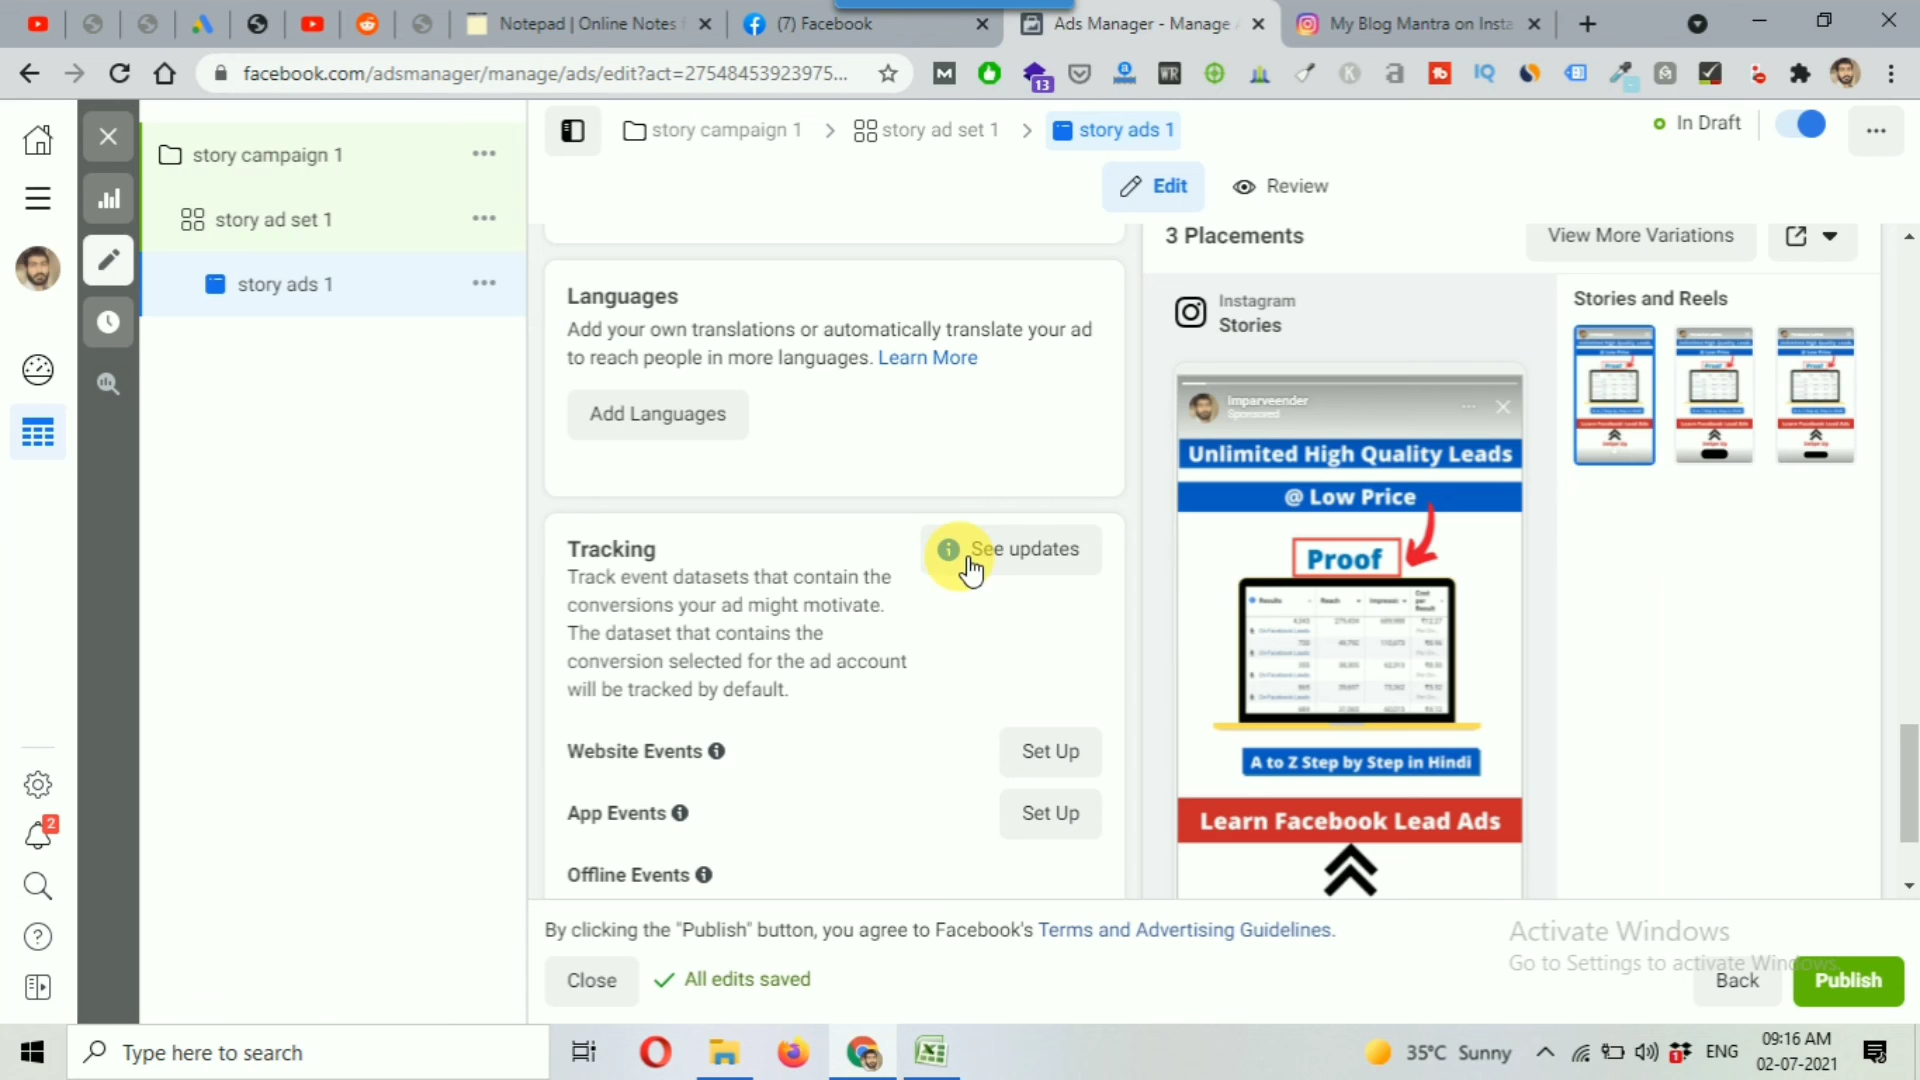 Notepad | Online Notes
(7) Facebook
Ads Manager - Manage
My Blog Mantra on Insta
facebook.com/adsmanager/manage/ads/edit?act=27548453923975...
13
story campaign 1
story ad set 1
story ads 1
story campaign 1
story ad set 1
story ads 1
In Draft
Edit
Review
Languages
Add your own translations or automatically translate your ad
to reach people in more languages. Learn More
Add Languages
Tracking
See updates
Track event datasets that contain the
conversions your ad might motivate.
The dataset that contains the
conversion selected for the ad account
will be tracked by default.
Website Events
Set Up
App Events
Set Up
Offline Events
3 Placements
View More Variations
Instagram
Stories
Stories and Reels
Imparveender
Sponsored
Unlimited High Quality Leads
@ Low Price
Proof
Results
Reach
Cost
per
Result
A to Z Step by Step in Hindi
Learn Facebook Lead Ads
2
By clicking the "Publish" button, you agree to Facebook's Terms and Advertising Guidelines.
Close
All edits saved
Activate Windows
Go to Settings to activate Windows.
Back
Publish
Type here to search
35°C Sunny
ENG
09:16 AM
02-07-2021